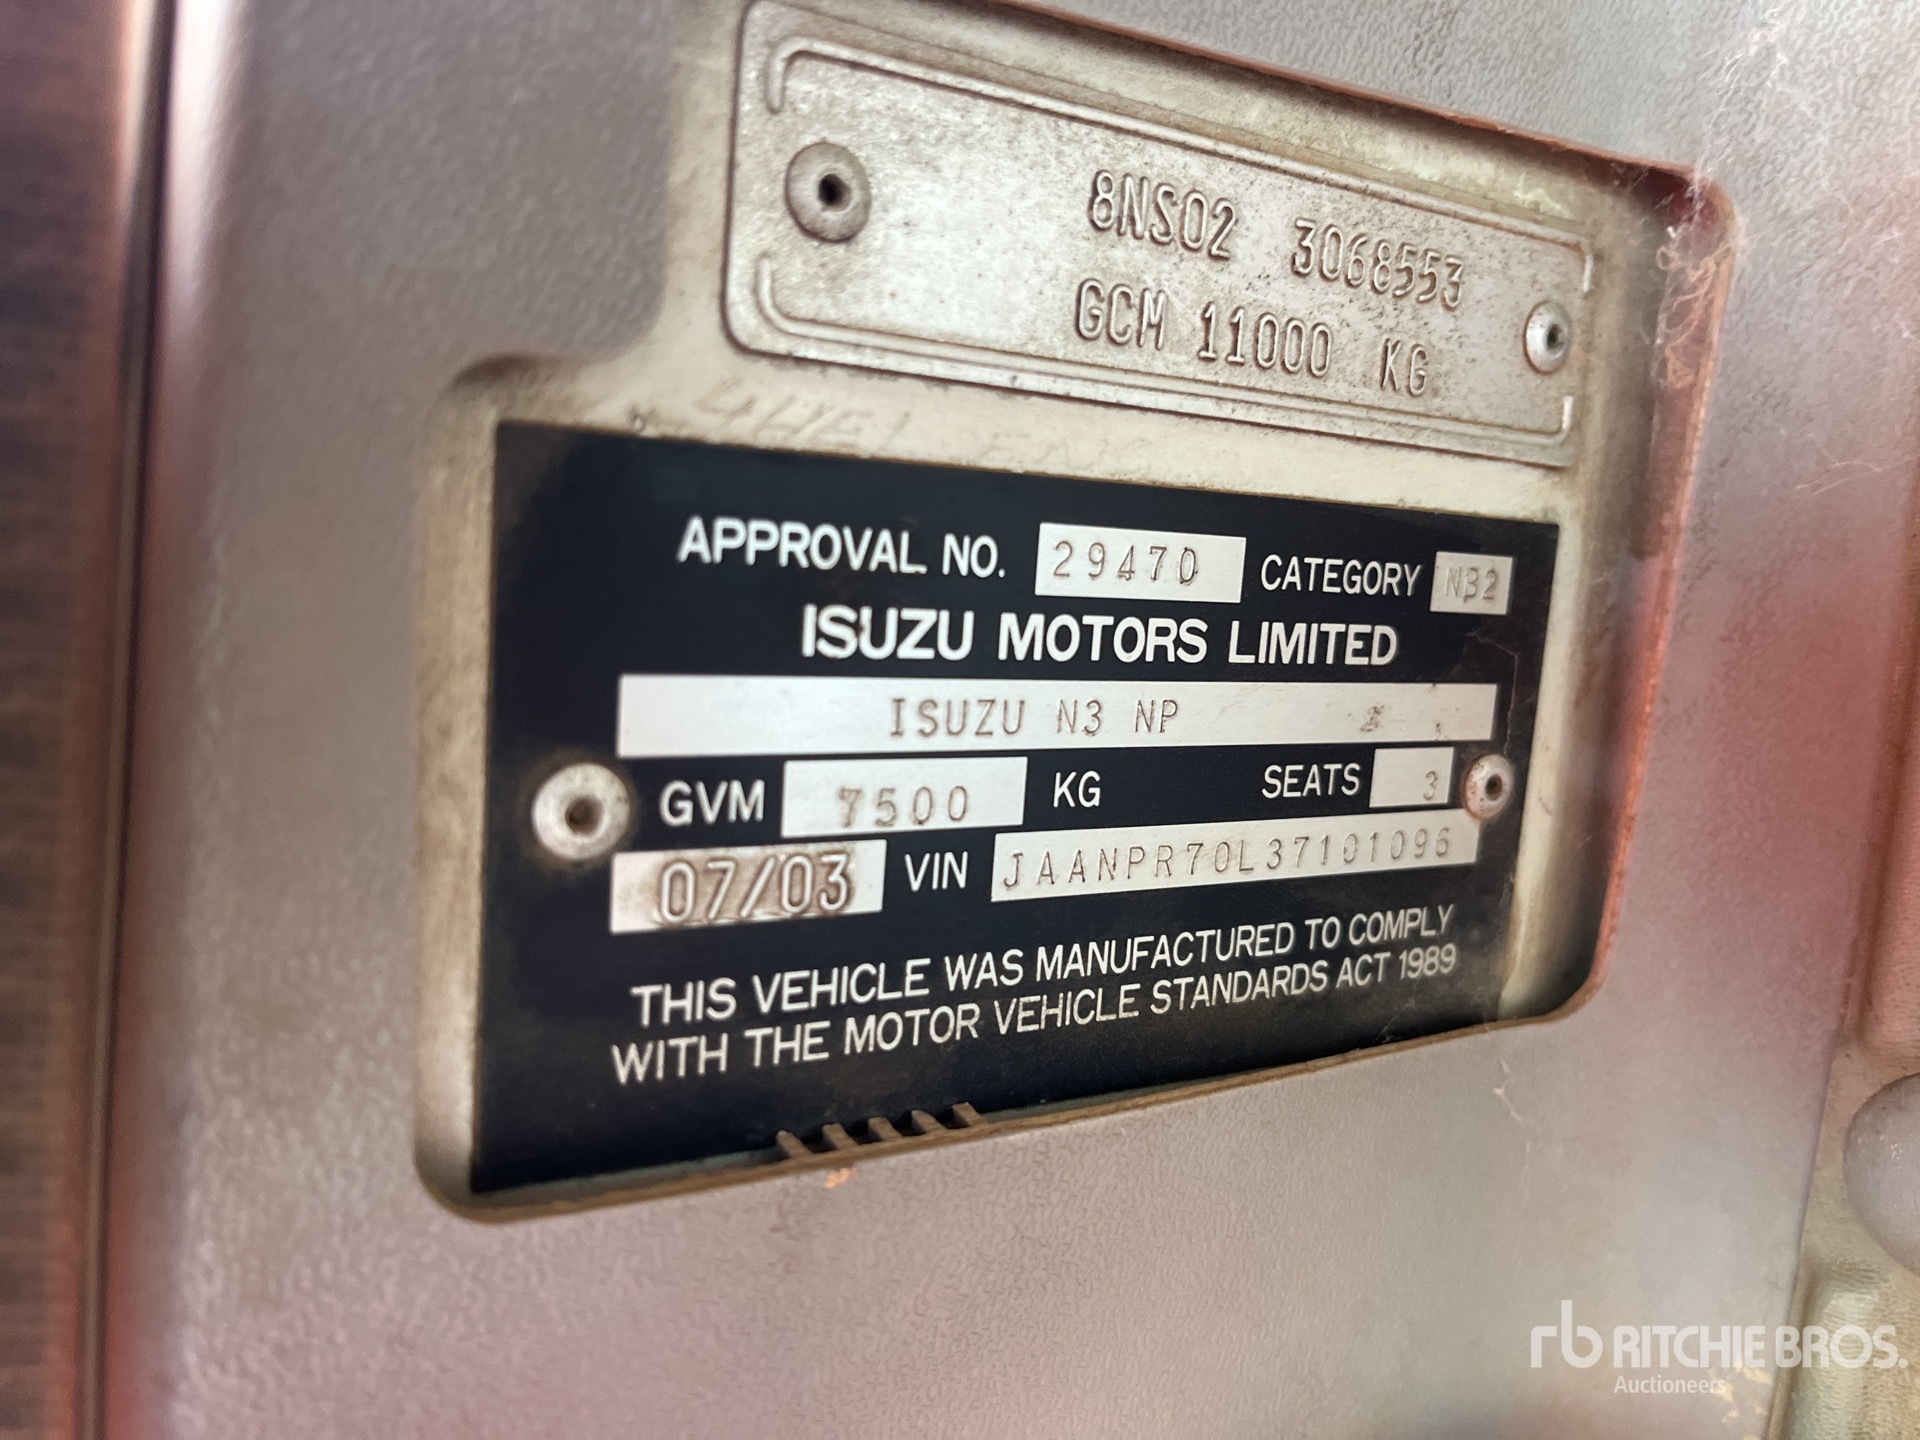 8NS02 3068553
GCM 11000 KG
APPROVAL NO. 29470 CATEGORY NB2
ISUZU MOTORS LIMITED
ISUZU N3 NP
GVM 7500 KG SEATS 3
07/03 VIN JAANPR70L37101096
THIS VEHICLE WAS MANUFACTURED TO COMPLY
WITH THE MOTOR VEHICLE STANDARDS ACT 1989
rb RITCHIE BROS.
Auctioneers